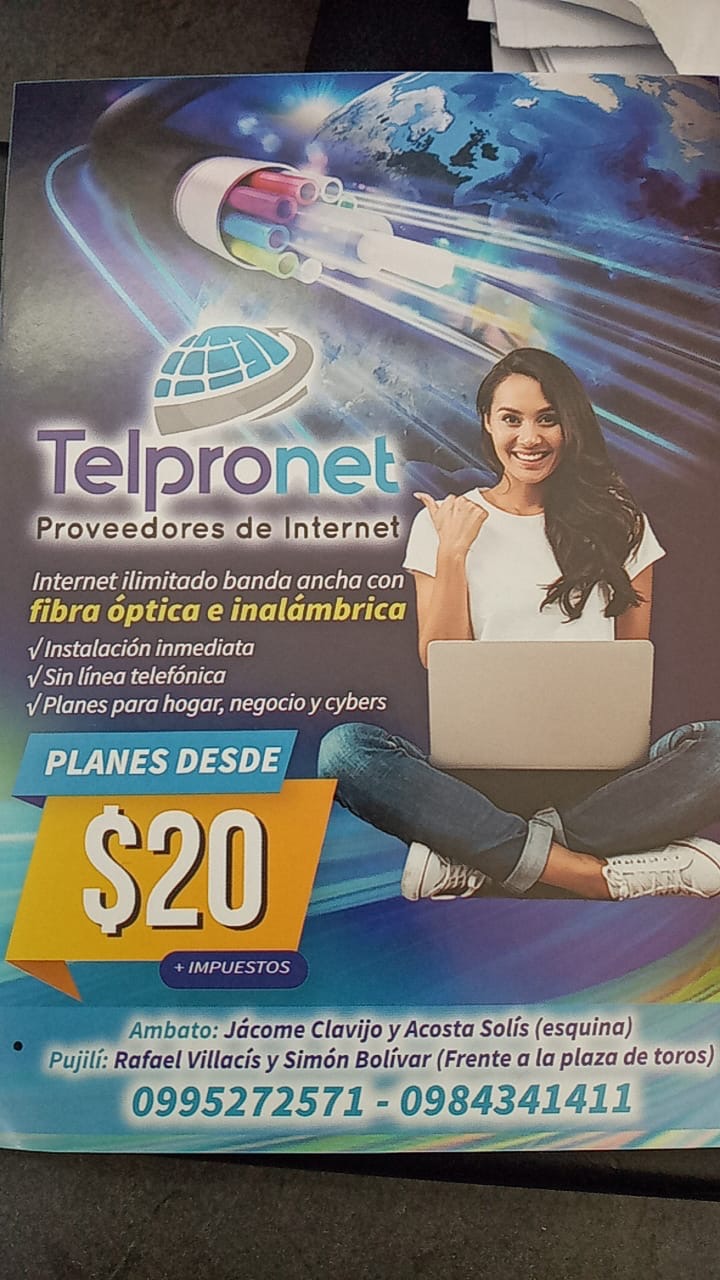 Telpronet
Proveedores de Internet
Internet ilimitado banda ancha con
fibra óptica e inalámbrica
√ Instalación inmediata
√ Sin línea telefónica
√ Planes para hogar, negocio y cybers
PLANES DESDE
$20
+ IMPUESTOS
Ambato: Jácome Clavijo y Acosta Solís (esquina)
Pujilí: Rafael Villacís y Simón Bolívar (Frente a la plaza de toros)
0995272571 - 0984341411